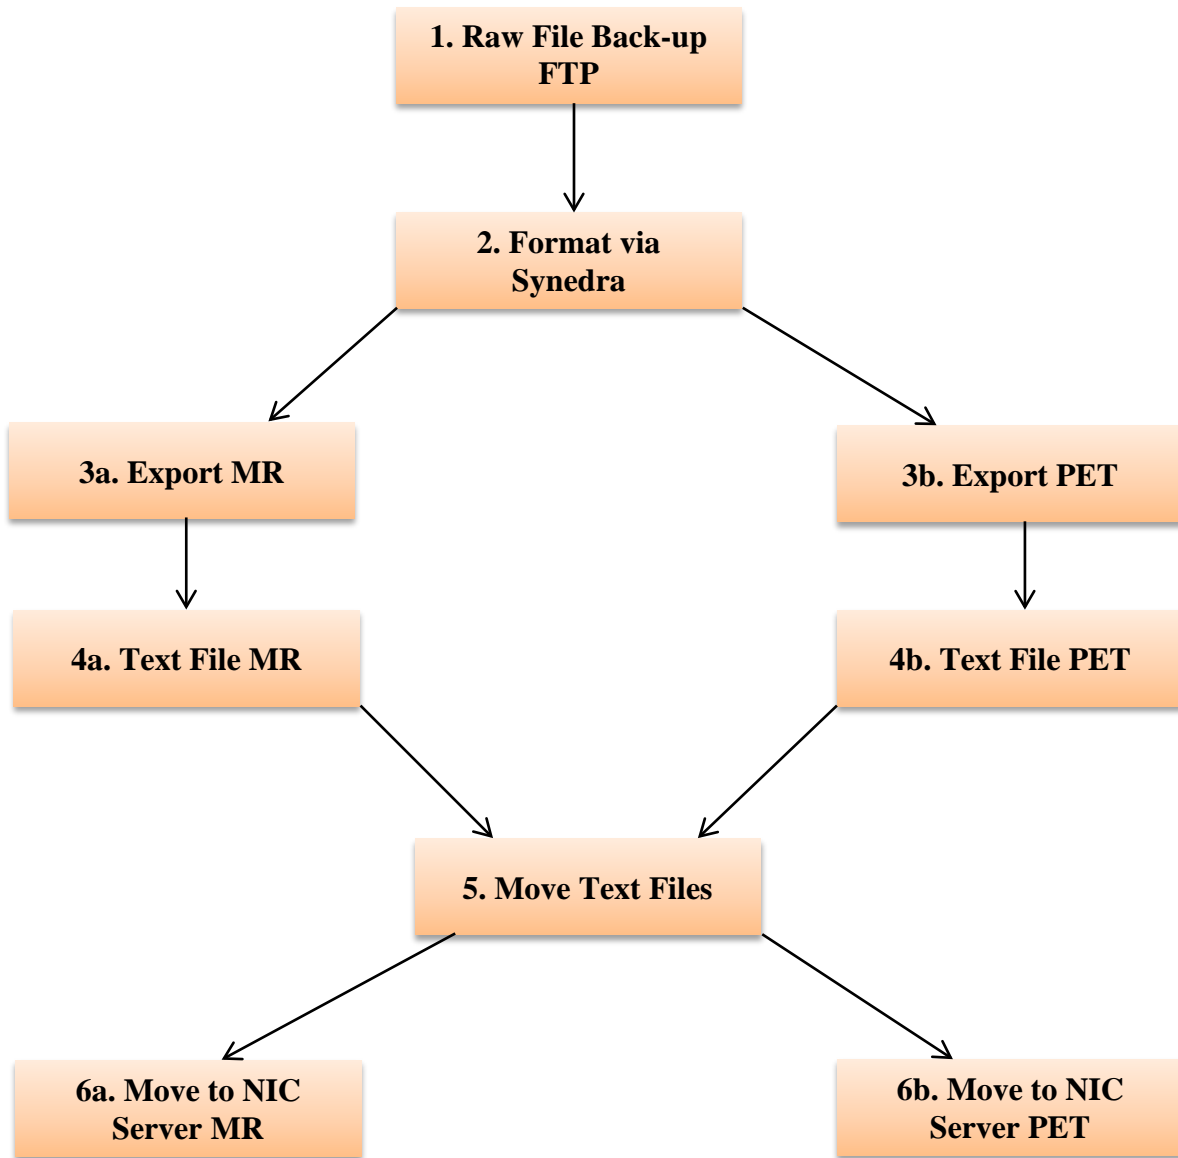 1. Raw File Back-up
FTP
2. Format via
Synedra
3a. Export MR
3b. Export PET
4a. Text File MR
4b. Text File PET
5. Move Text Files
6a. Move to NIC
Server MR
6b. Move to NIC
Server PET